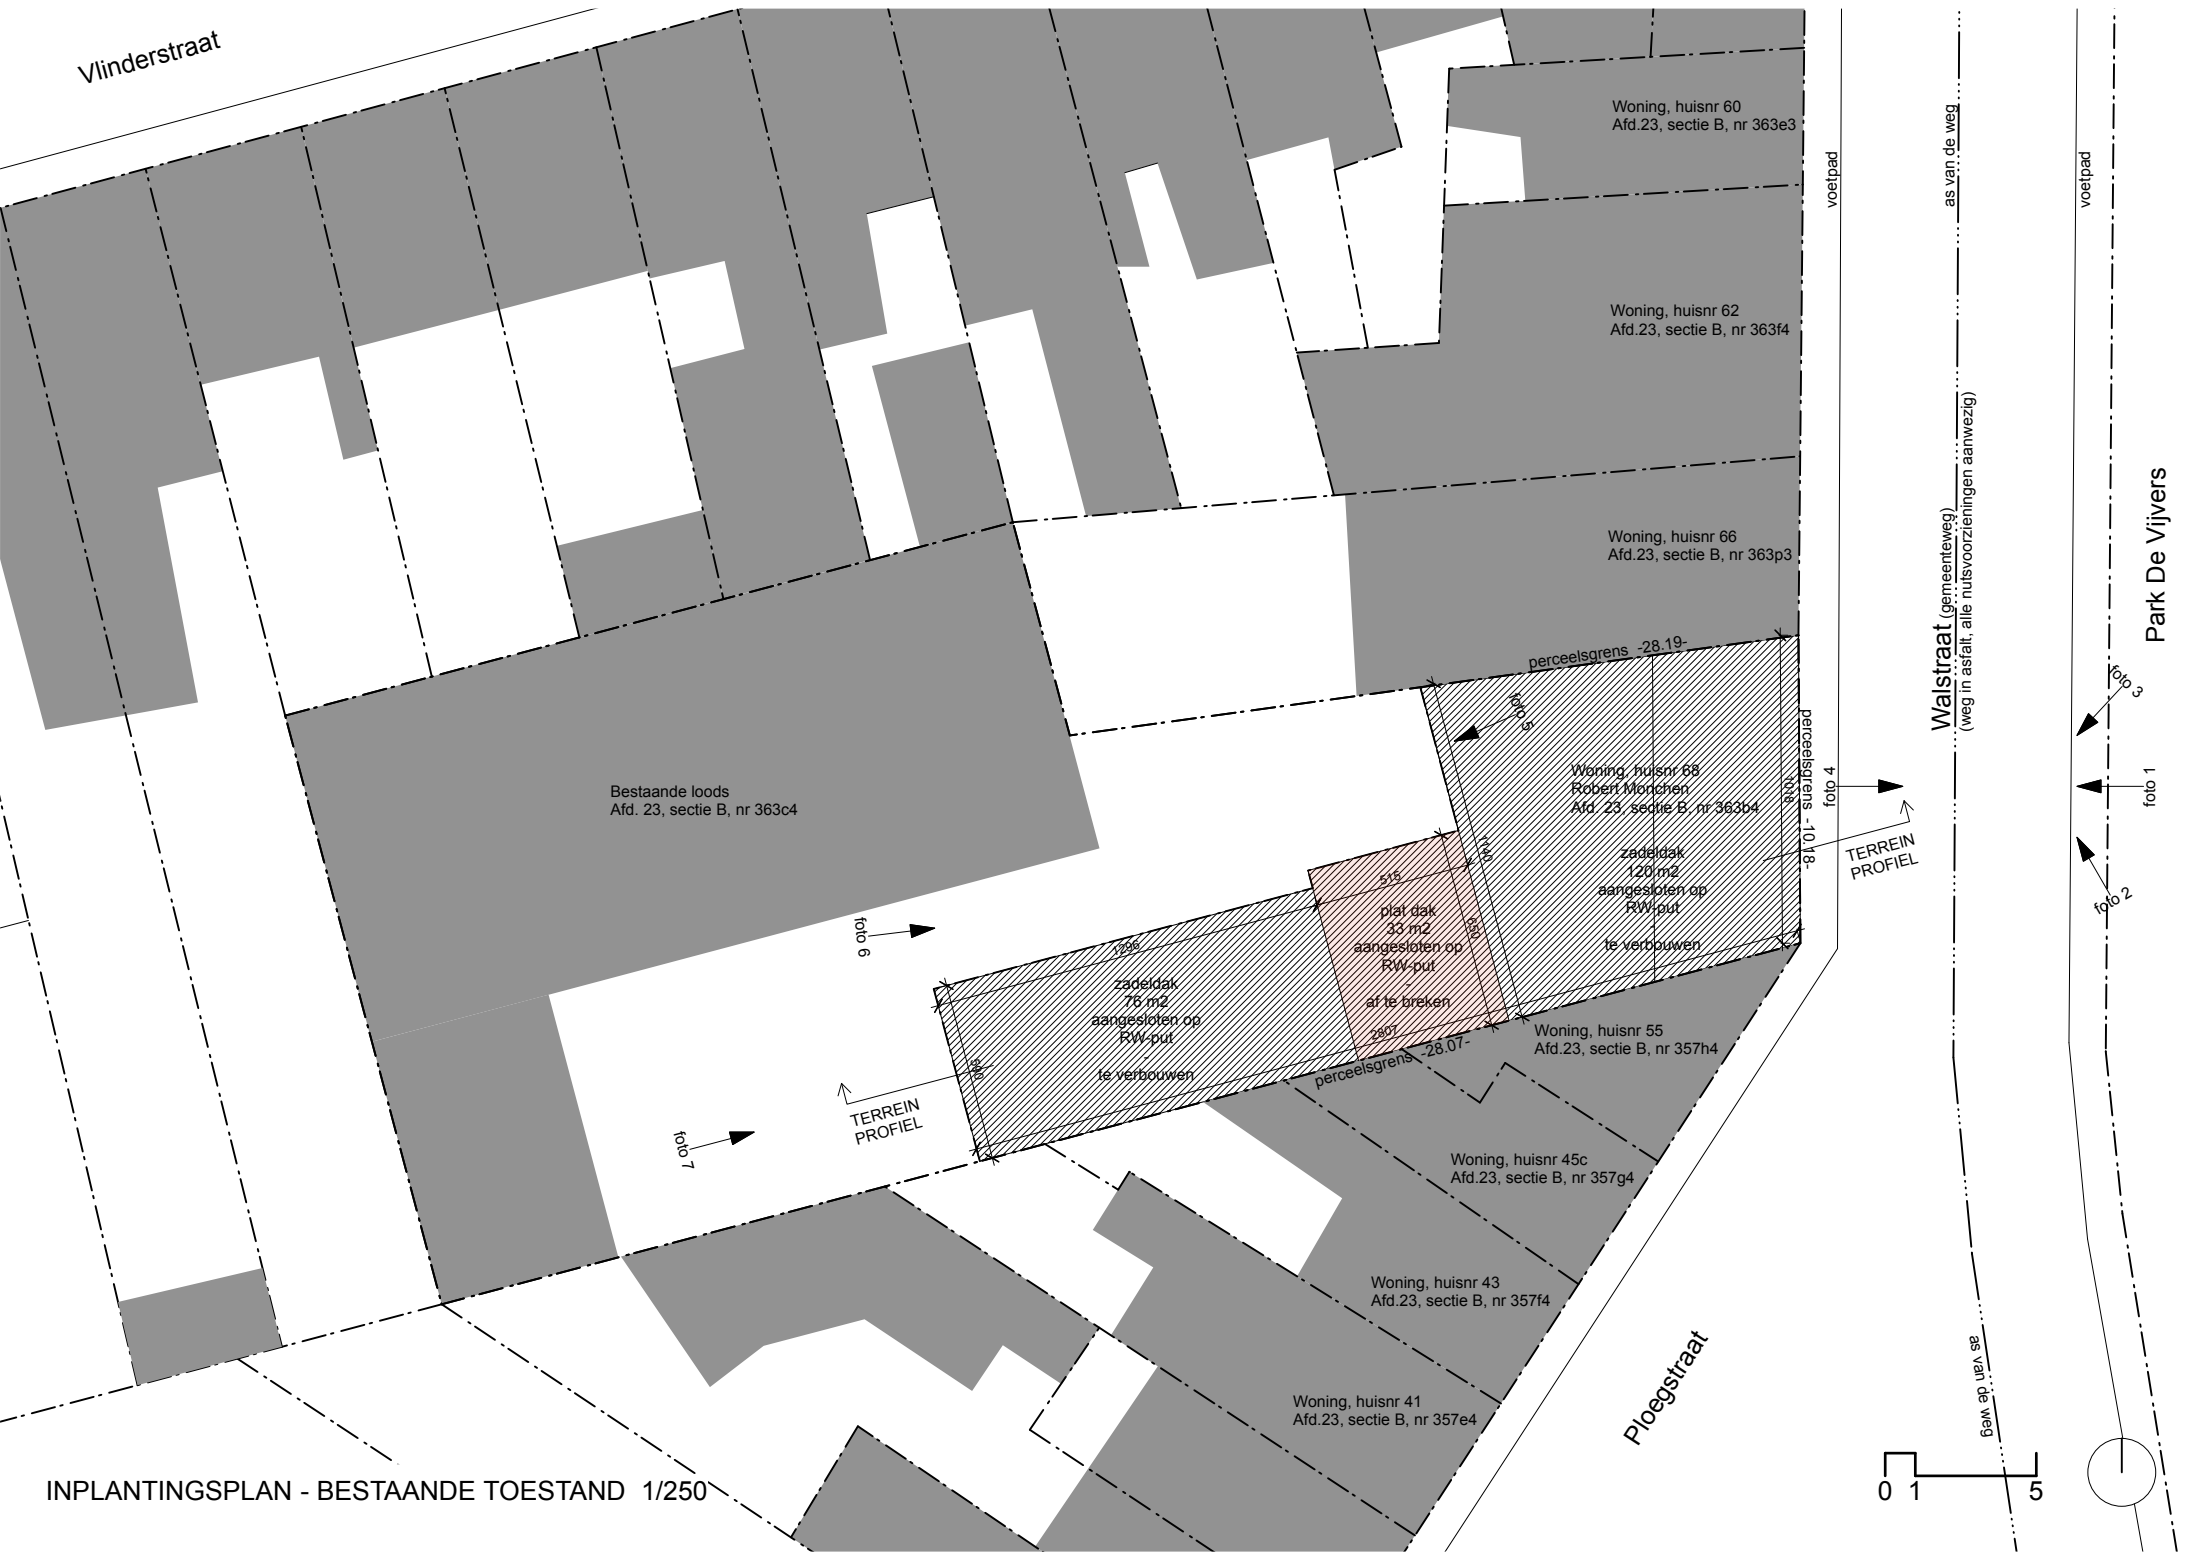 Vlinderstraat
Woning, huisnr 60
Afd.23, sectie B, nr 363e3
voetpad
as van de weg
voetpad
Woning, huisnr 62
Afd.23, sectie B, nr 363f4
Woning, huisnr 66
Afd.23, sectie B, nr 363p3
Walstraat (gemeenteweg)
(weg in asfalt, alle nutsvoorzieningen aanwezig)
Park De Vijvers
perceelsgrens -28.19-
foto 5
foto 3
Bestaande loods
Afd. 23, sectie B, nr 363c4
Woning, huisnr 68
Robert Monchen
Afd. 23, sectie B, nr 363b4
1018
perceelsgrens -10.18-
foto 4
foto 1
zadeldak
120 m2
aangesloten op
RW-put
-
te verbouwen
1140
TERREIN
PROFIEL
foto 2
515
plat dak
33 m2
aangesloten op
RW-put
-
af te breken
650
foto 6
1296
zadeldak
76 m2
aangesloten op
RW-put
-
te verbouwen
590
2807
perceelsgrens -28.07-
TERREIN
PROFIEL
foto 7
Woning, huisnr 55
Afd.23, sectie B, nr 357h4
Woning, huisnr 45c
Afd.23, sectie B, nr 357g4
Woning, huisnr 43
Afd.23, sectie B, nr 357f4
Woning, huisnr 41
Afd.23, sectie B, nr 357e4
Ploegstraat
as van de weg
INPLANTINGSPLAN - BESTAANDE TOESTAND 1/250
0 1 5